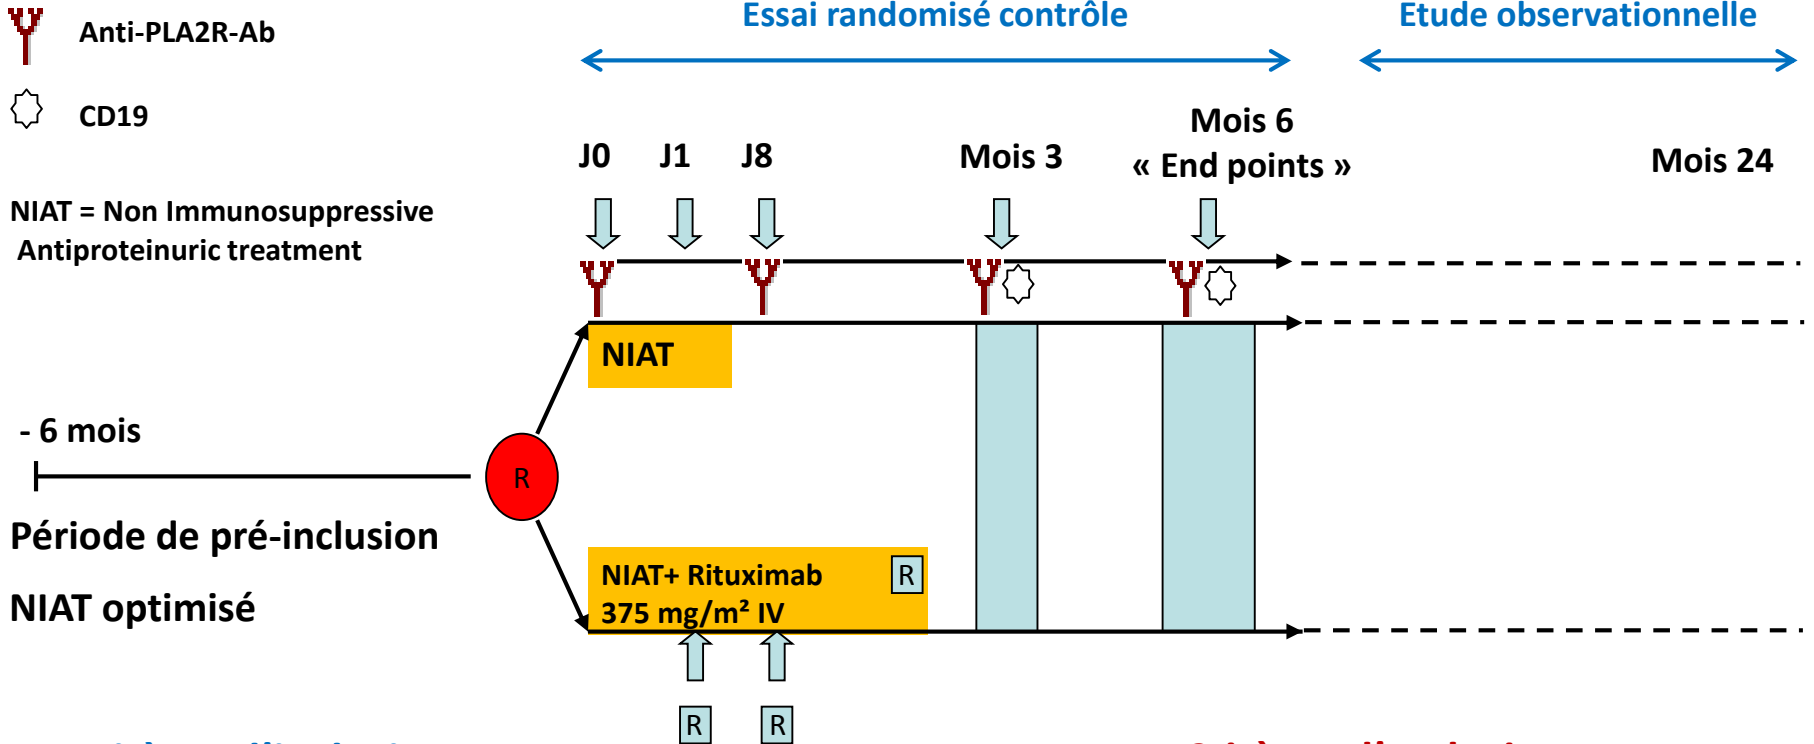 Essai randomisé contrôle
Etude observationnelle
Anti-PLA2R-Ab
CD19
J0
J1
J8
Mois 3
Mois 6
« End points »
Mois 24
NIAT = Non Immunosuppressive
Antiproteinuric treatment
NIAT
- 6 mois
R
Période de pré-inclusion
NIAT optimisé
NIAT+ Rituximab
375 mg/m² IV
R
R
R